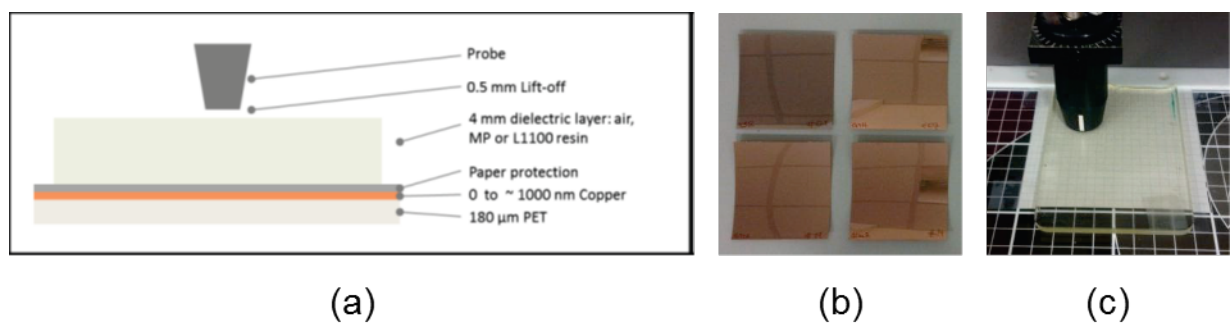 Probe
0.5 mm Lift-off
4 mm dielectric layer: air,
MP or L1100 resin
Paper protection
0 to ~ 1000 nm Copper
180 µm PET
(a)
(b)
(c)